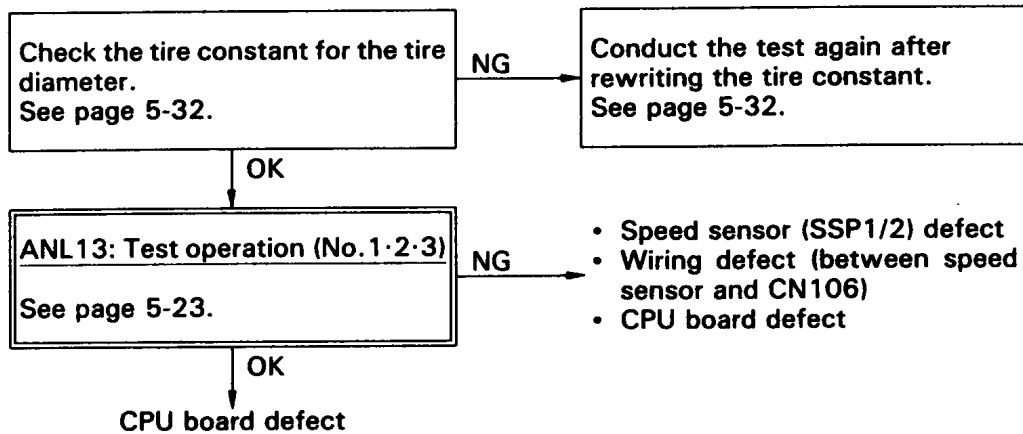 Check the tire constant for the tire
diameter.
See page 5-32.
NG
Conduct the test again after
rewriting the tire constant.
See page 5-32.
OK
ANL13: Test operation (No.1·2·3)
See page 5-23.
NG
• Speed sensor (SSP1/2) defect
• Wiring defect (between speed
sensor and CN106)
• CPU board defect
OK
CPU board defect